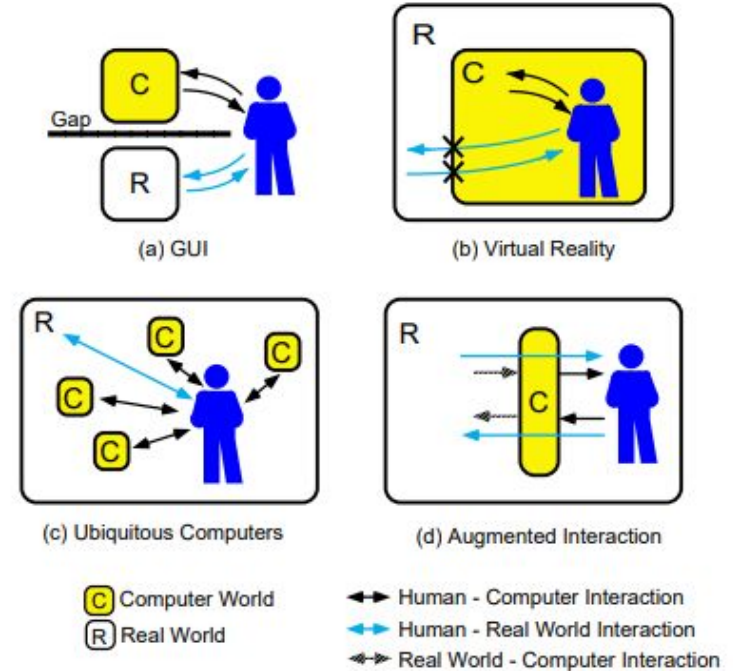 C
Gap
R
(a) GUI
R
C
(b) Virtual Reality
R
C
C
C
C
(c) Ubiquitous Computers
R
C
(d) Augmented Interaction
C Computer World
R Real World
Human - Computer Interaction
Human - Real World Interaction
Real World - Computer Interaction